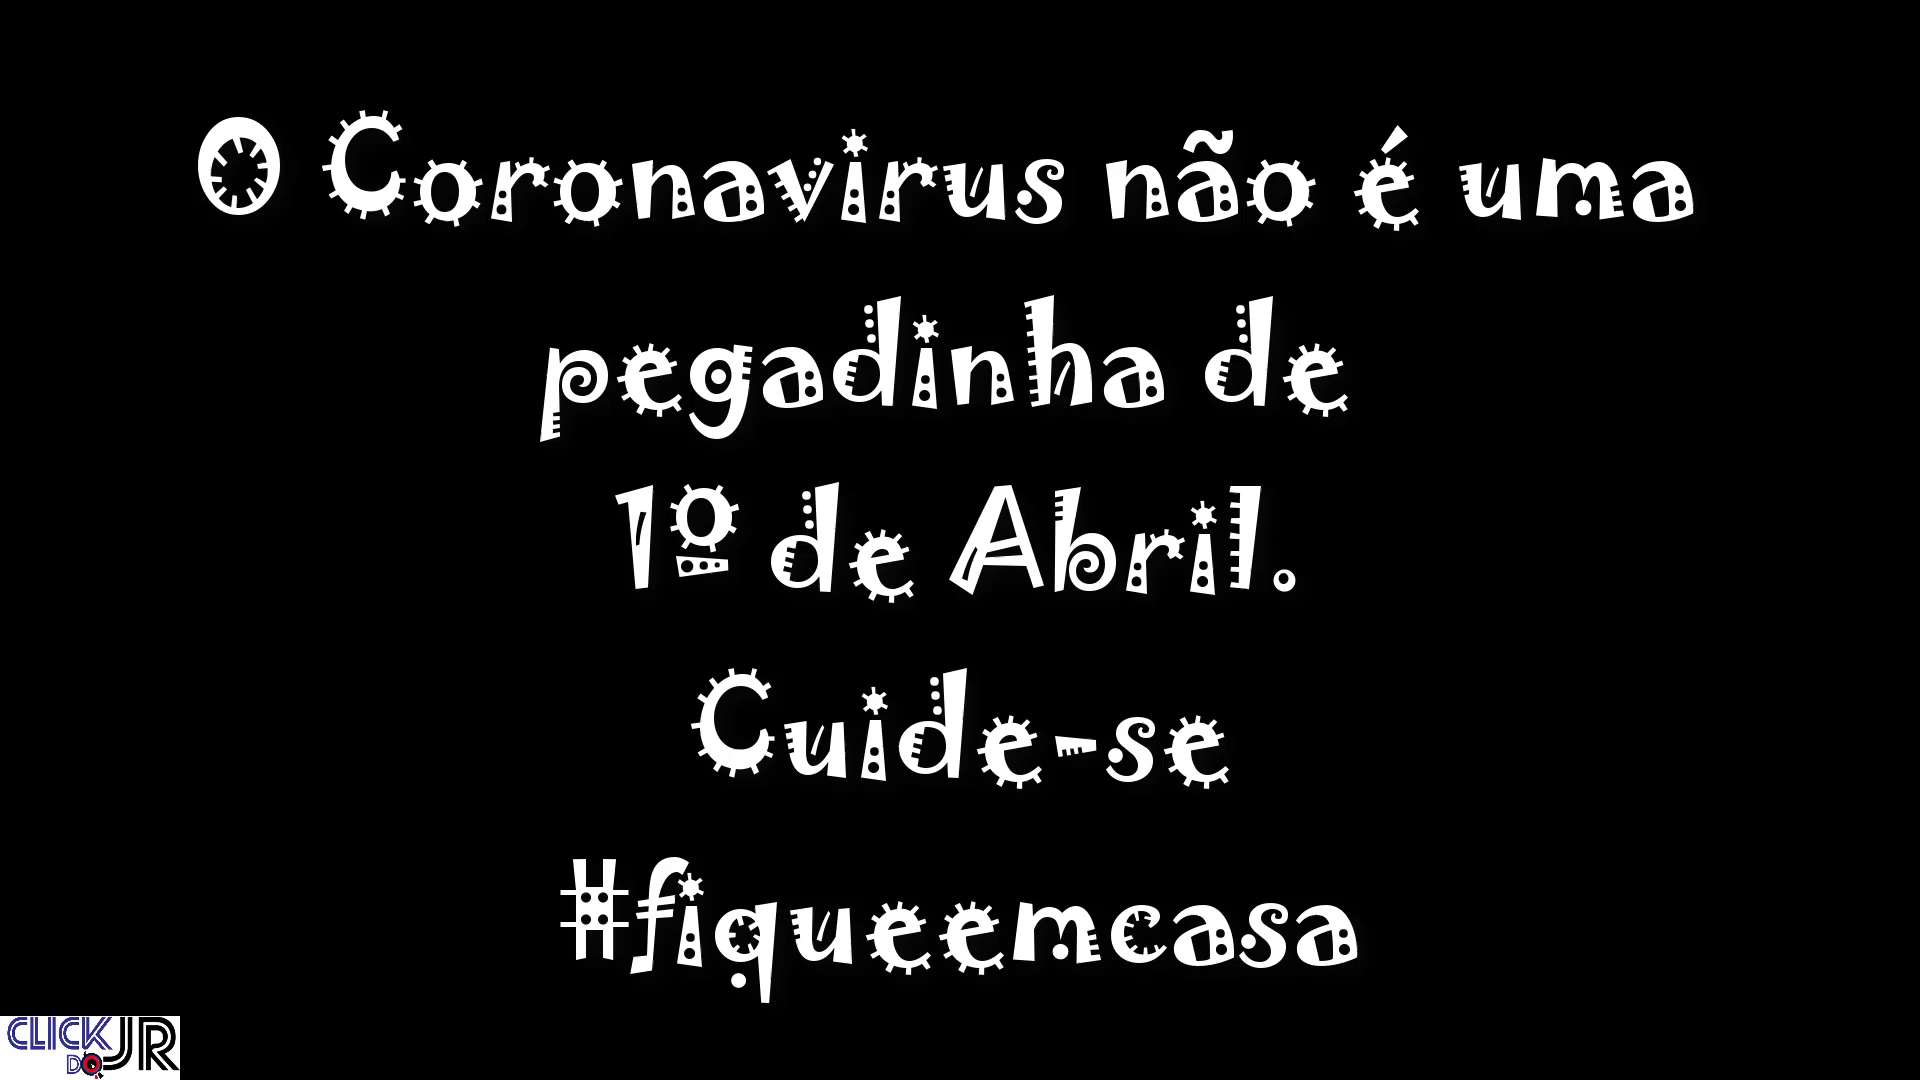 O Coronavirus não é uma
pegadinha de
1º de Abril.
Cuide-se
#fiqueemcasa
CLICK DO JR